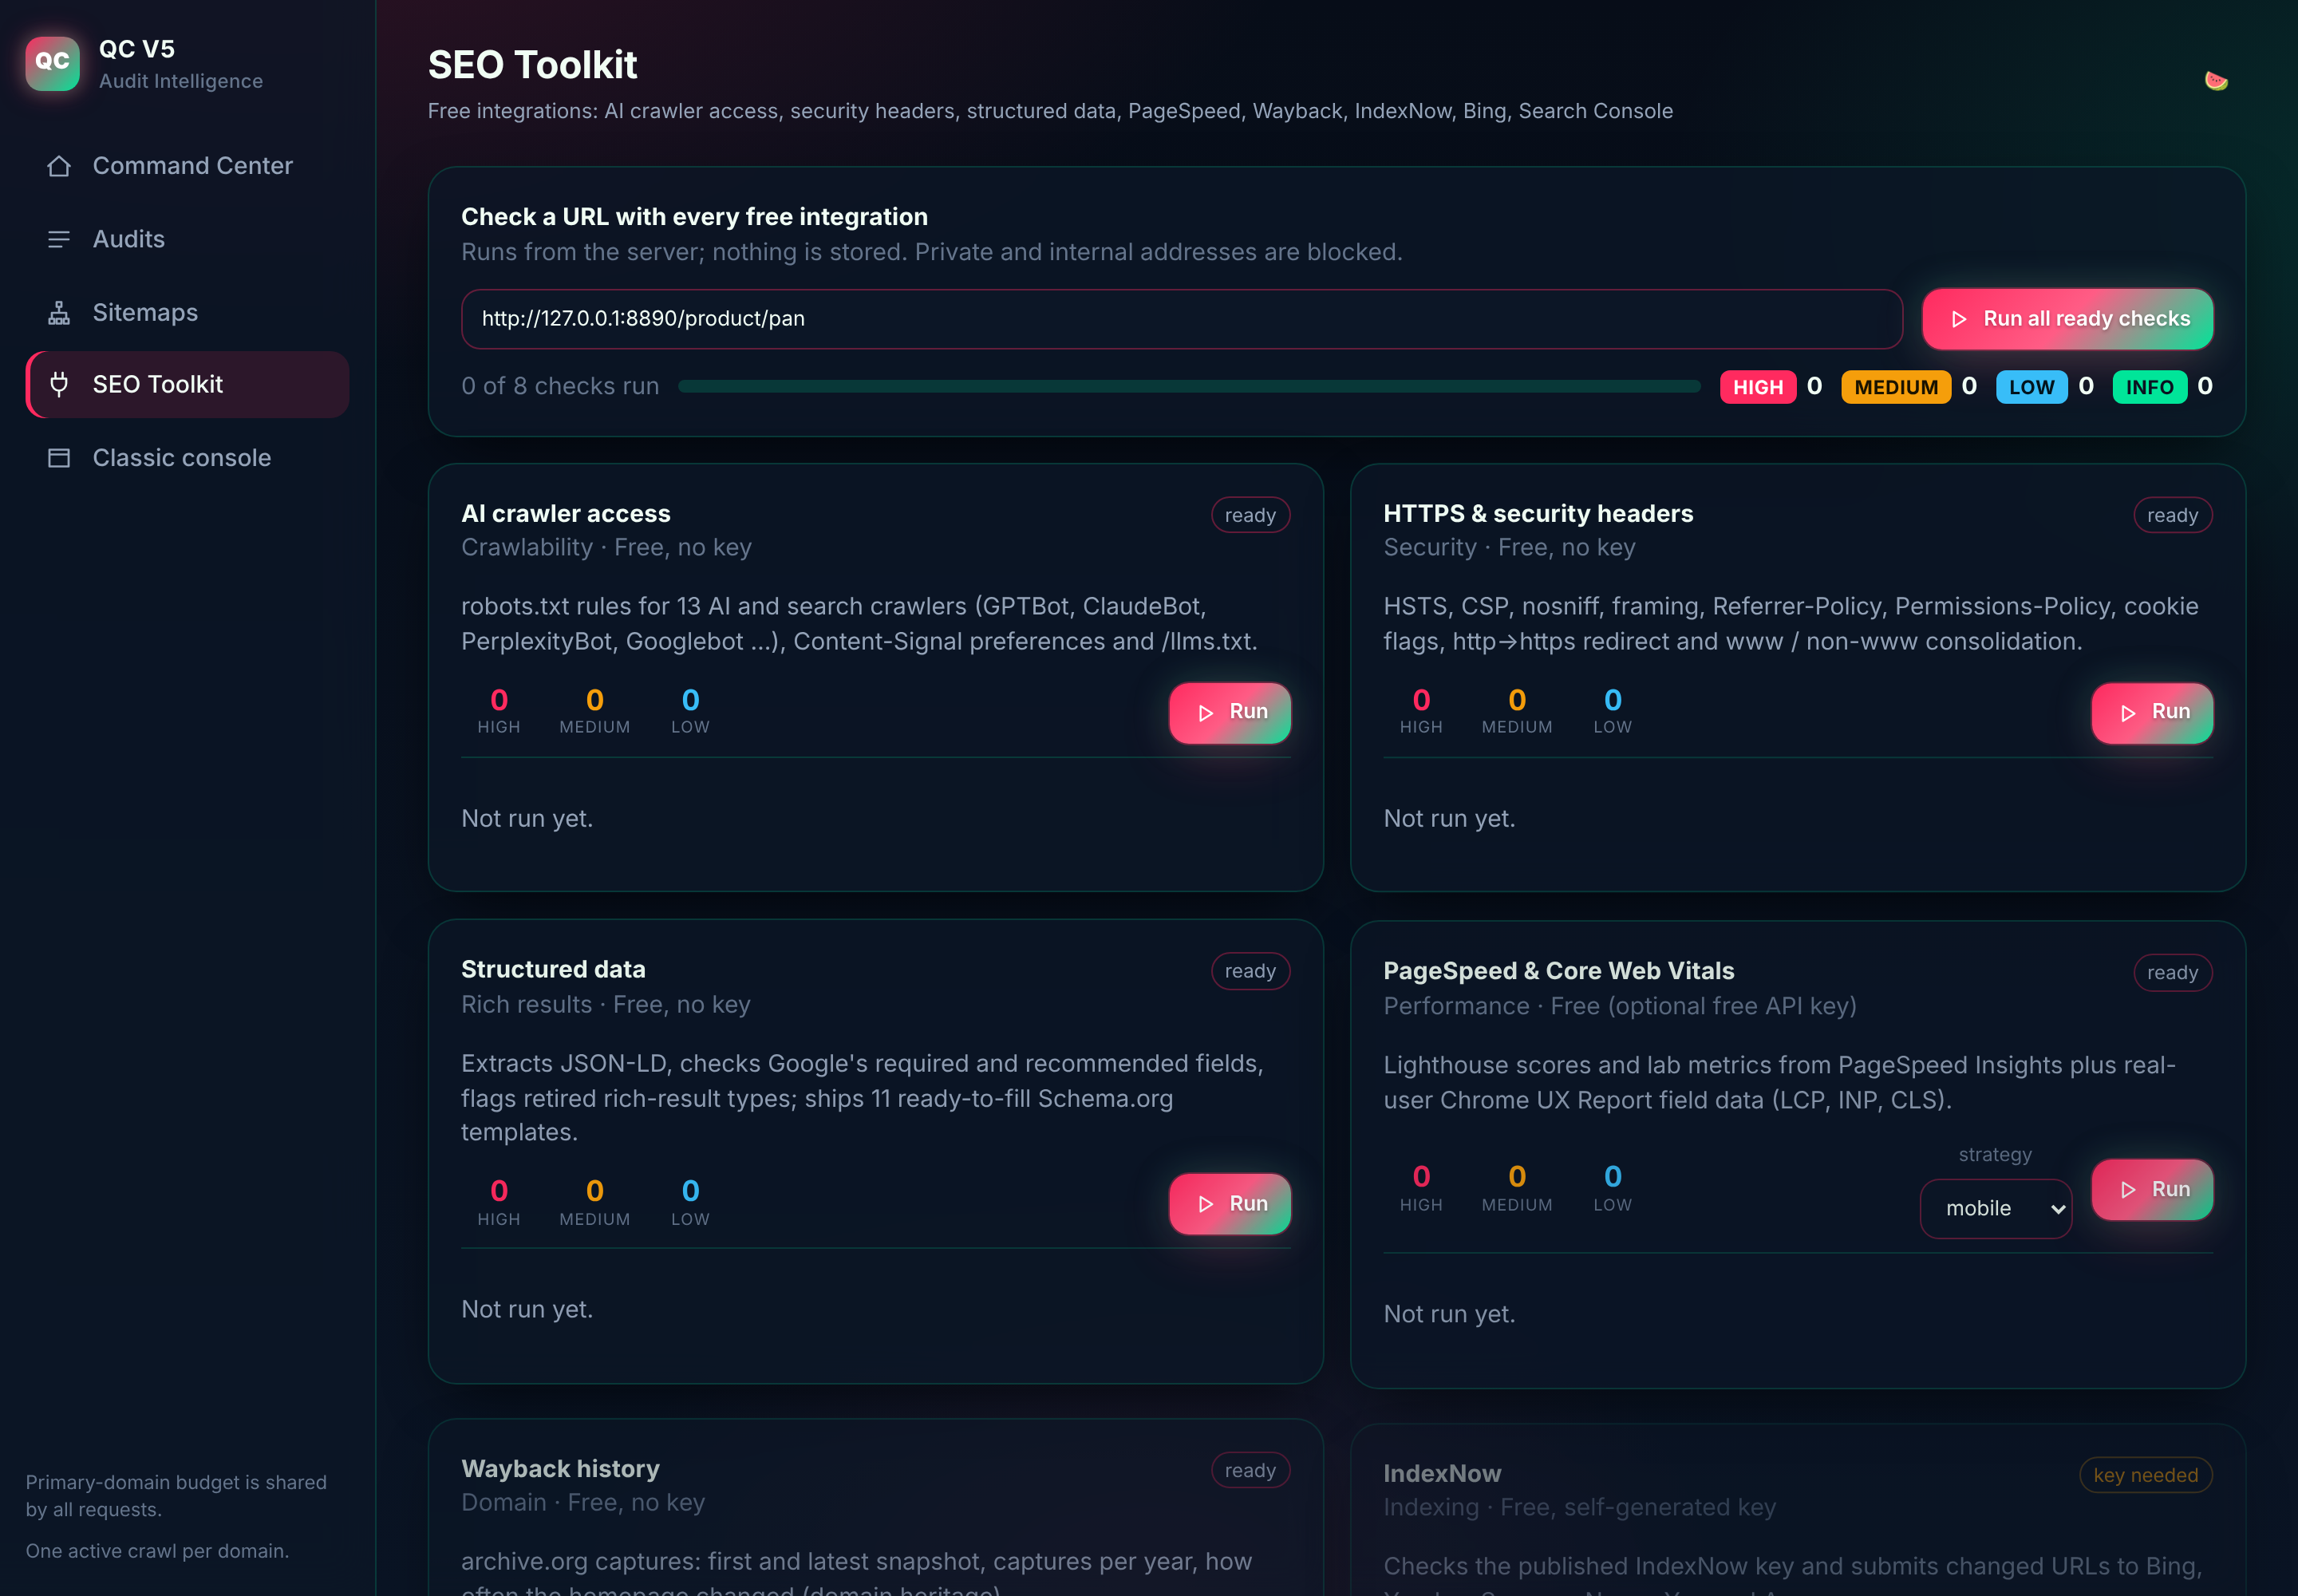 QC
QC V5
Audit Intelligence
Command Center
Audits
Sitemaps
SEO Toolkit
Classic console
Primary-domain budget is shared
by all requests.
One active crawl per domain.
SEO Toolkit
Free integrations: AI crawler access, security headers, structured data, PageSpeed, Wayback, IndexNow, Bing, Search Console
Check a URL with every free integration
Runs from the server; nothing is stored. Private and internal addresses are blocked.
http://127.0.0.1:8890/product/pan
Run all ready checks
0 of 8 checks run
HIGH 0 MEDIUM 0 LOW 0 INFO 0
AI crawler access
ready
Crawlability · Free, no key
robots.txt rules for 13 AI and search crawlers (GPTBot, ClaudeBot,
PerplexityBot, Googlebot ...), Content-Signal preferences and /llms.txt.
0 0 0
HIGH MEDIUM LOW
Run
Not run yet.
HTTPS & security headers
ready
Security · Free, no key
HSTS, CSP, nosniff, framing, Referrer-Policy, Permissions-Policy, cookie
flags, http→https redirect and www / non-www consolidation.
0 0 0
HIGH MEDIUM LOW
Run
Not run yet.
Structured data
ready
Rich results · Free, no key
Extracts JSON-LD, checks Google's required and recommended fields,
flags retired rich-result types; ships 11 ready-to-fill Schema.org
templates.
0 0 0
HIGH MEDIUM LOW
Run
Not run yet.
PageSpeed & Core Web Vitals
ready
Performance · Free (optional free API key)
Lighthouse scores and lab metrics from PageSpeed Insights plus real-
user Chrome UX Report field data (LCP, INP, CLS).
0 0 0
HIGH MEDIUM LOW
strategy
mobile
Run
Not run yet.
Wayback history
ready
Domain · Free, no key
archive.org captures: first and latest snapshot, captures per year, how
often the homepage changed (domain heritage)
IndexNow
key needed
Indexing · Free, self-generated key
Checks the published IndexNow key and submits changed URLs to Bing,